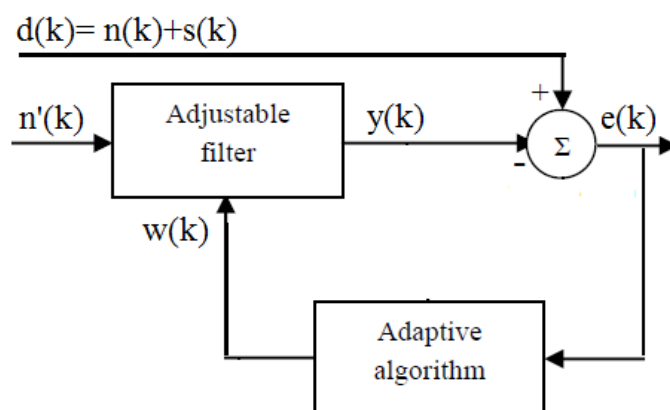 d(k)= n(k)+s(k)
+
n'(k)
Adjustable
filter
y(k)
-
Σ
e(k)
w(k)
Adaptive
algorithm